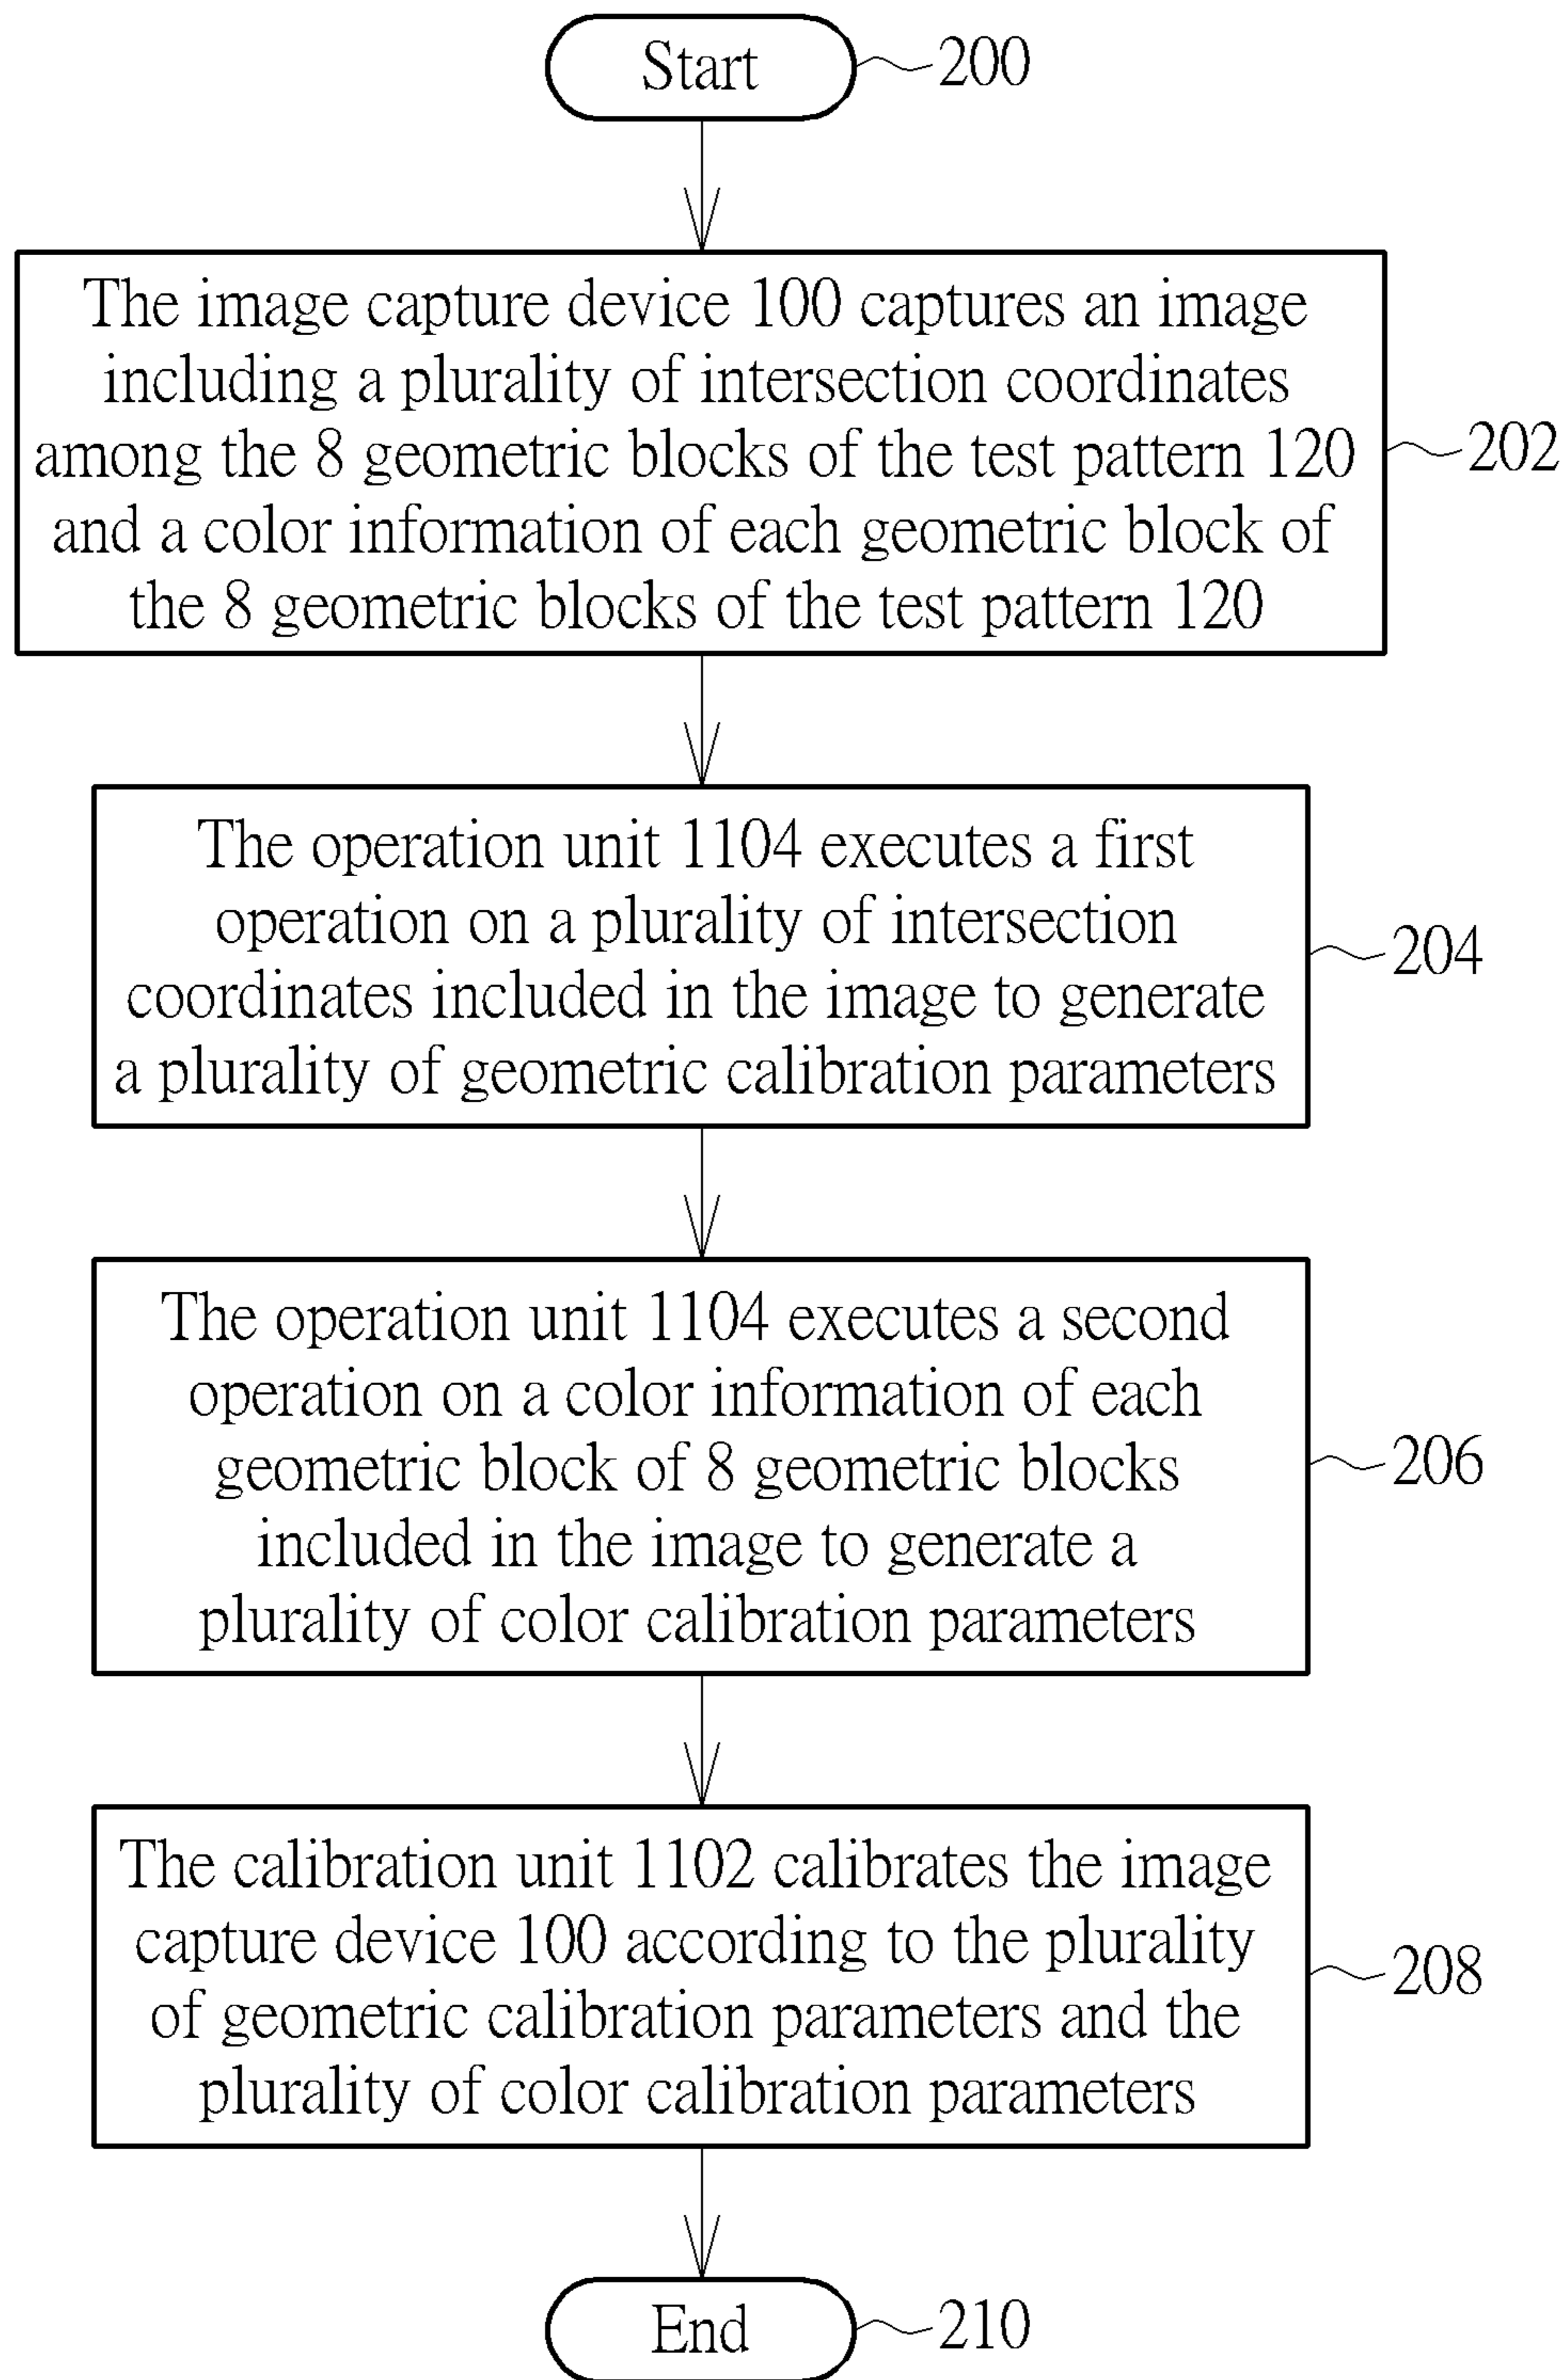 Start
200
The image capture device 100 captures an image
including a plurality of intersection coordinates
among the 8 geometric blocks of the test pattern 120
and a color information of each geometric block of
the 8 geometric blocks of the test pattern 120
202
The operation unit 1104 executes a first
operation on a plurality of intersection
coordinates included in the image to generate
a plurality of geometric calibration parameters
204
The operation unit 1104 executes a second
operation on a color information of each
geometric block of 8 geometric blocks
included in the image to generate a
plurality of color calibration parameters
206
The calibration unit 1102 calibrates the image
capture device 100 according to the plurality
of geometric calibration parameters and the
plurality of color calibration parameters
208
End
210